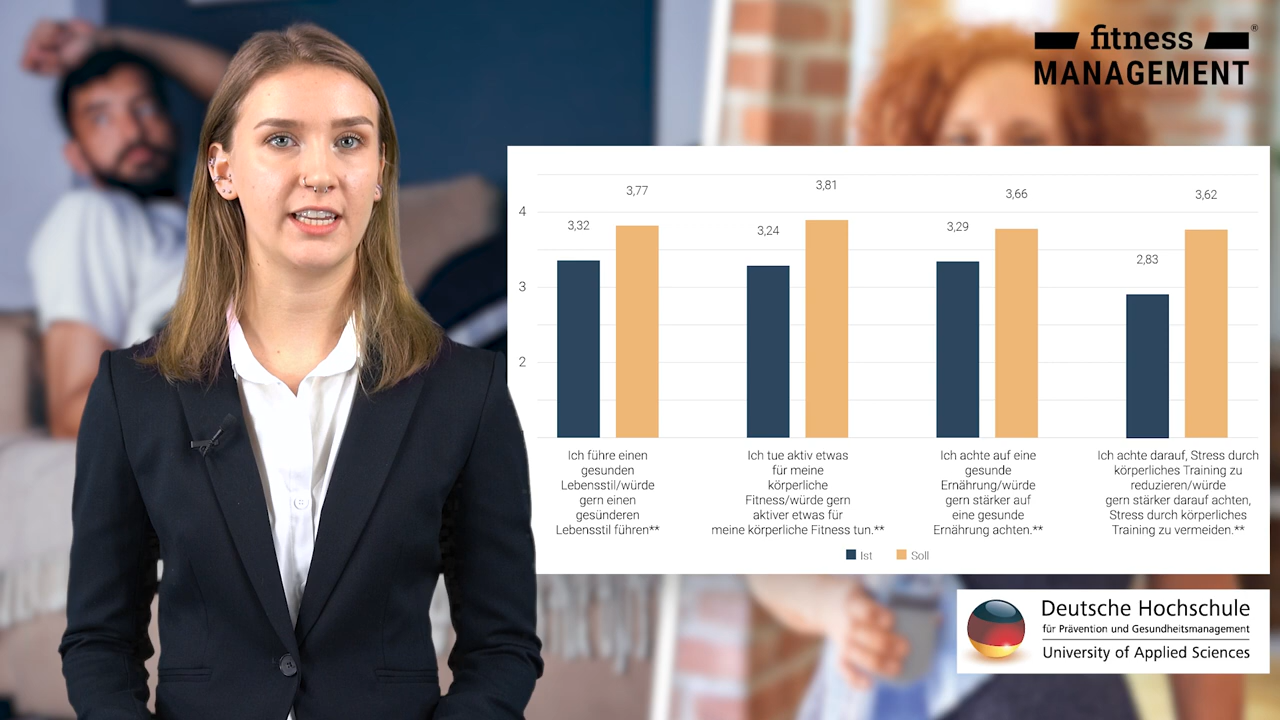 fitness
®
MANAGEMENT
3,77
3,81
3,66
3,62
4
3,32
3,24
3,29
2,83
3
2
Ich führe einen
gesunden
Lebensstil/würde
gern einen
gesünderen
Lebensstil führen**
Ich tue aktiv etwas
für meine
körperliche
Fitness/würde gern
aktiver etwas für
meine körperliche Fitness tun.**
Ich achte auf eine
gesunde
Ernährung/würde
gern stärker auf
eine gesunde
Ernährung achten.**
Ich achte darauf, Stress durch
körperliches Training zu
reduzieren/würde
gern stärker darauf achten,
Stress durch körperliches
Training zu vermeiden.**
Ist
Soll
Deutsche Hochschule
für Prävention und Gesundheitsmanagement
University of Applied Sciences